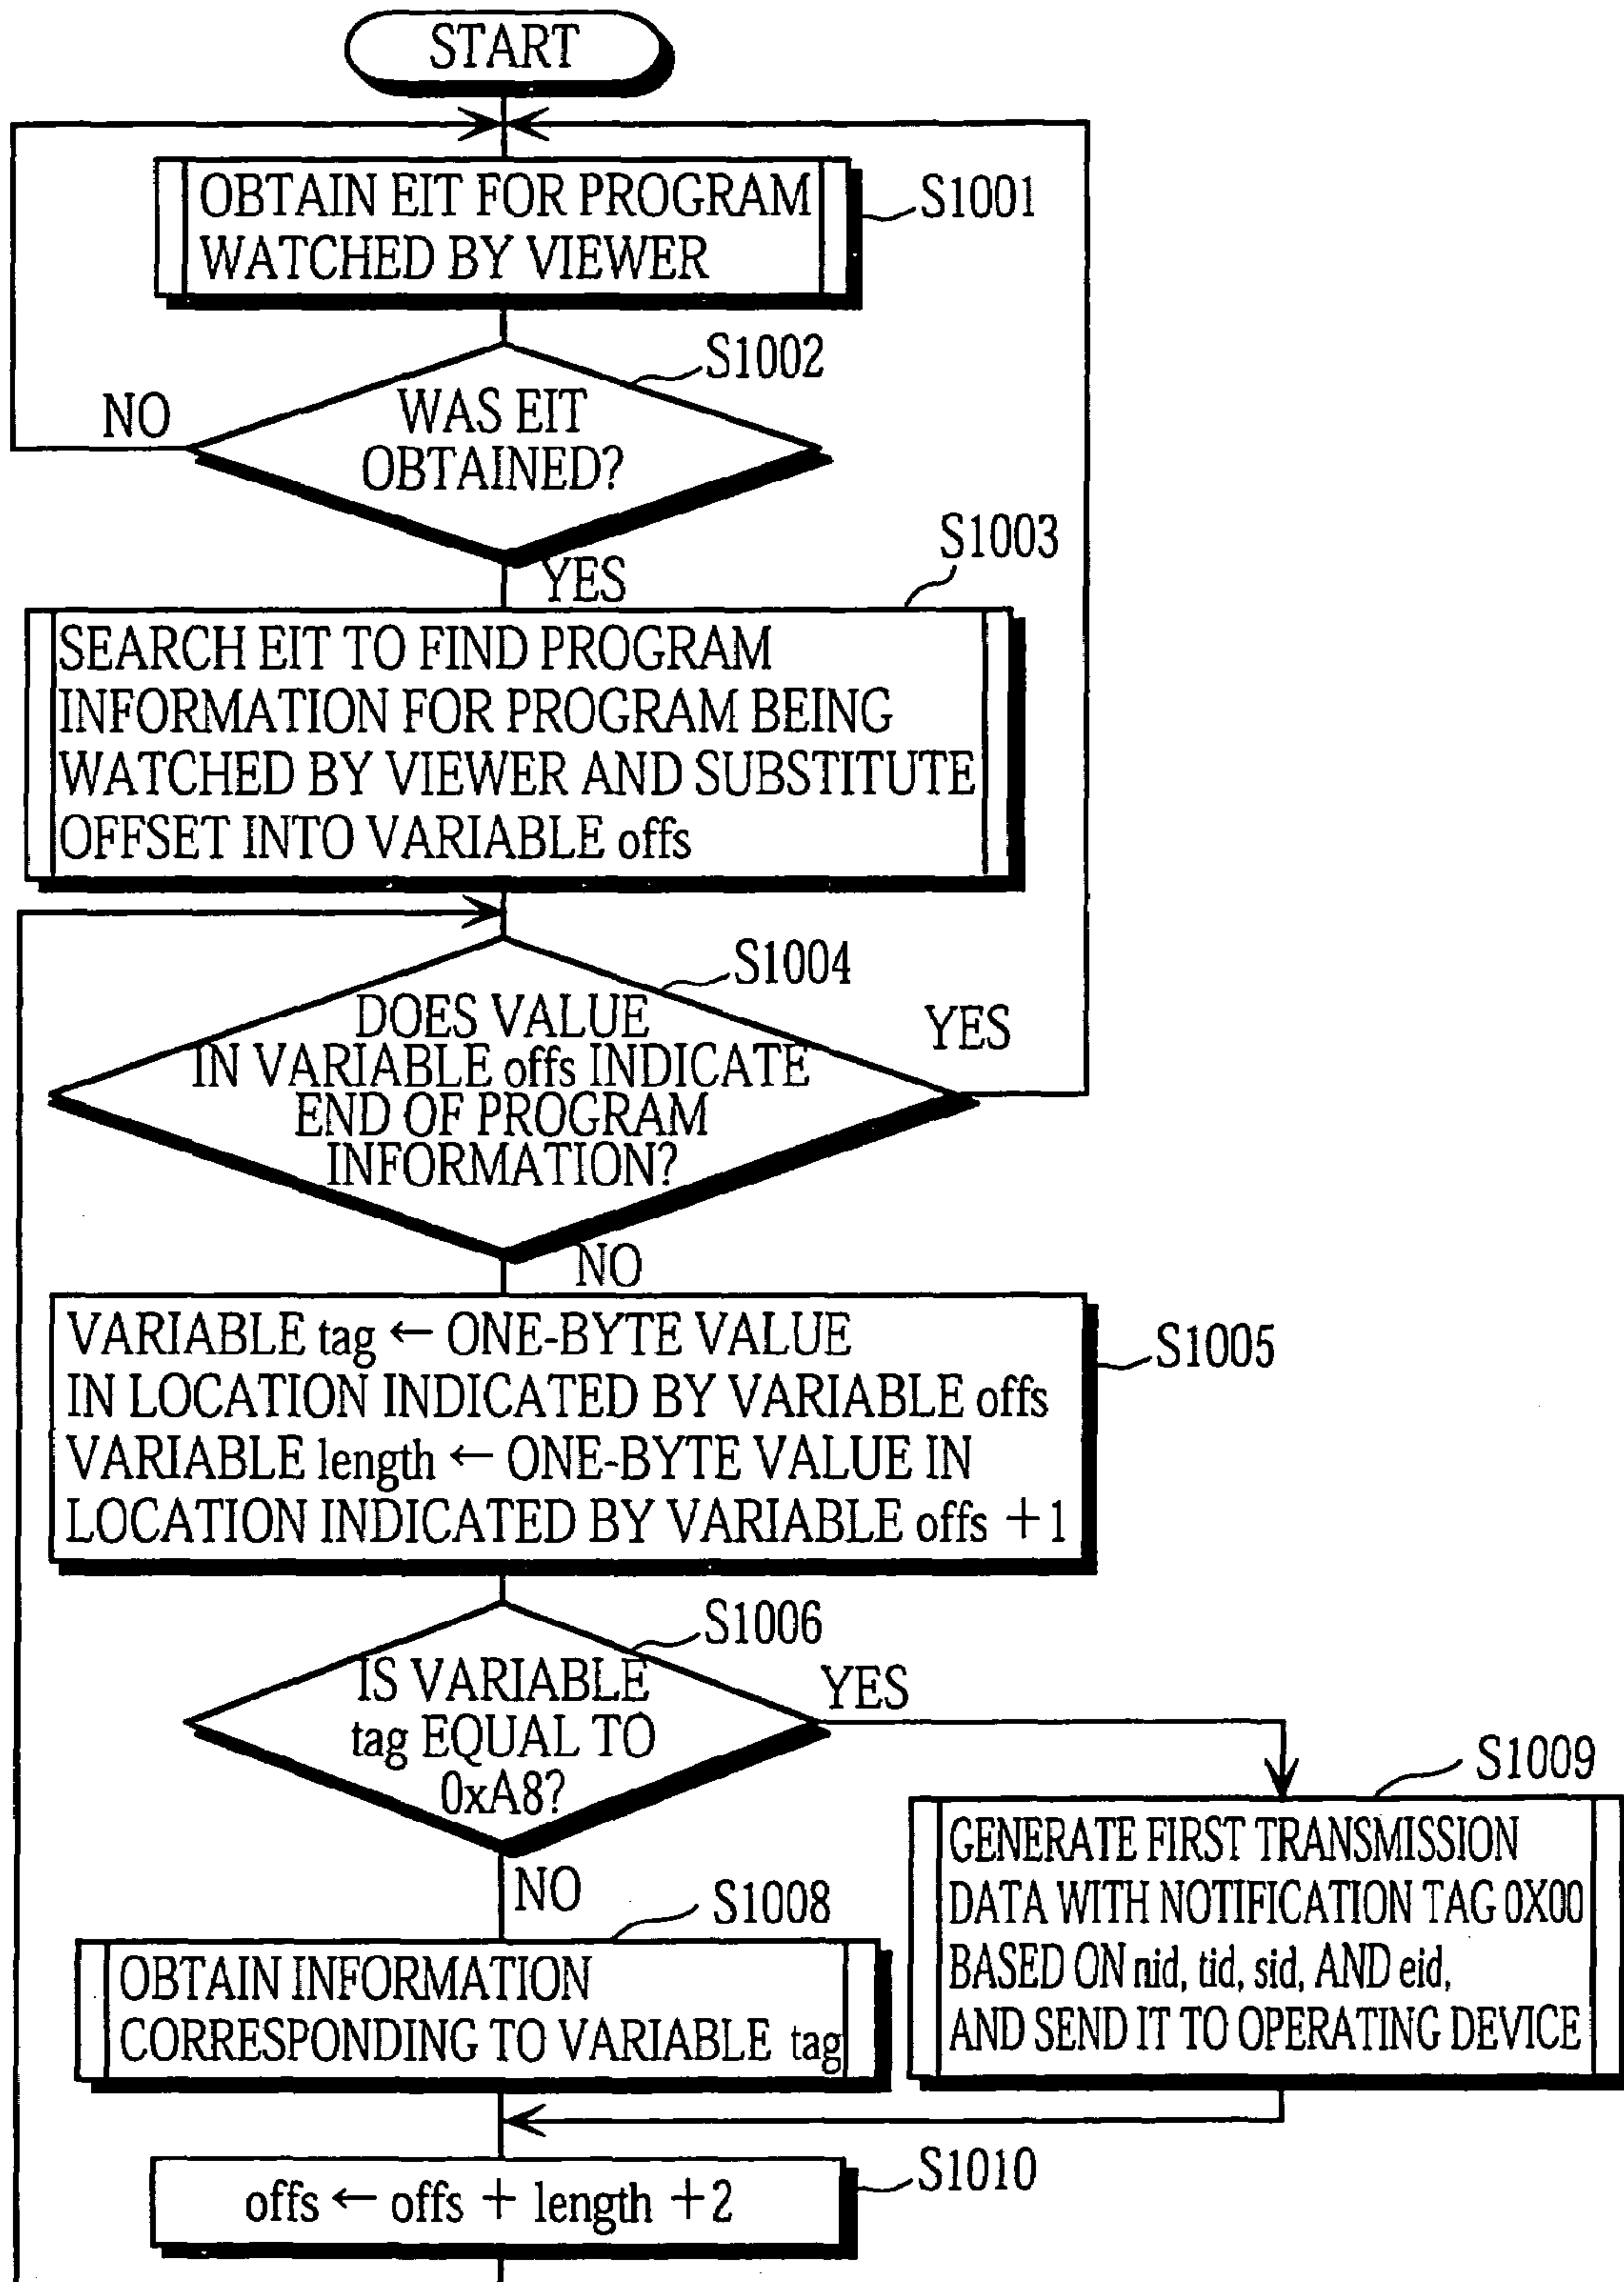 START
OBTAIN EIT FOR PROGRAM
WATCHED BY VIEWER
S1001
S1002
WAS EIT
OBTAINED?
NO
YES
S1003
SEARCH EIT TO FIND PROGRAM
INFORMATION FOR PROGRAM BEING
WATCHED BY VIEWER AND SUBSTITUTE
OFFSET INTO VARIABLE offs
S1004
DOES VALUE
IN VARIABLE offs INDICATE
END OF PROGRAM
INFORMATION?
YES
NO
VARIABLE tag ← ONE-BYTE VALUE
IN LOCATION INDICATED BY VARIABLE offs
VARIABLE length ← ONE-BYTE VALUE IN
LOCATION INDICATED BY VARIABLE offs +1
S1005
S1006
IS VARIABLE
tag EQUAL TO
0xA8?
YES
NO
S1009
GENERATE FIRST TRANSMISSION
DATA WITH NOTIFICATION TAG 0X00
BASED ON nid, tid, sid, AND eid,
AND SEND IT TO OPERATING DEVICE
S1008
OBTAIN INFORMATION
CORRESPONDING TO VARIABLE tag
S1010
offs ← offs + length +2